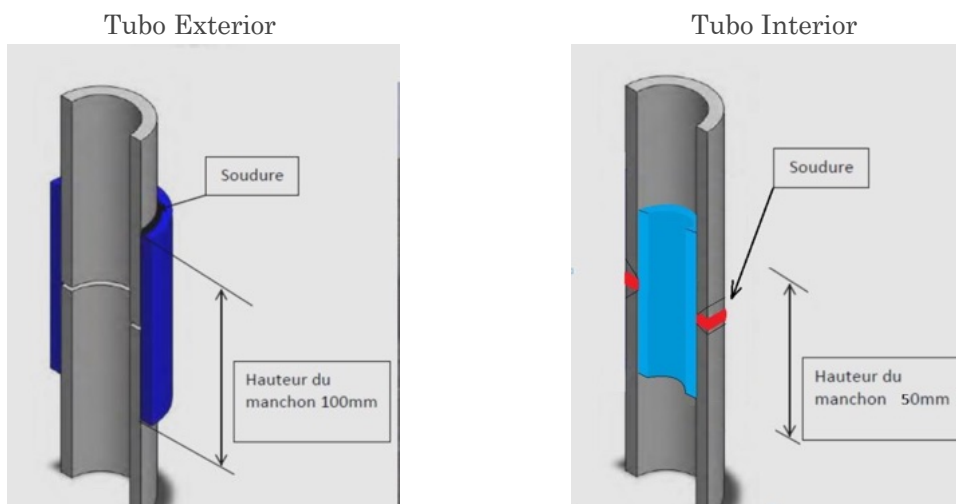 Tubo Exterior
Soudure
Hauteur du
manchon 100mm
Tubo Interior
Soudure
Hauteur du
manchon 50mm